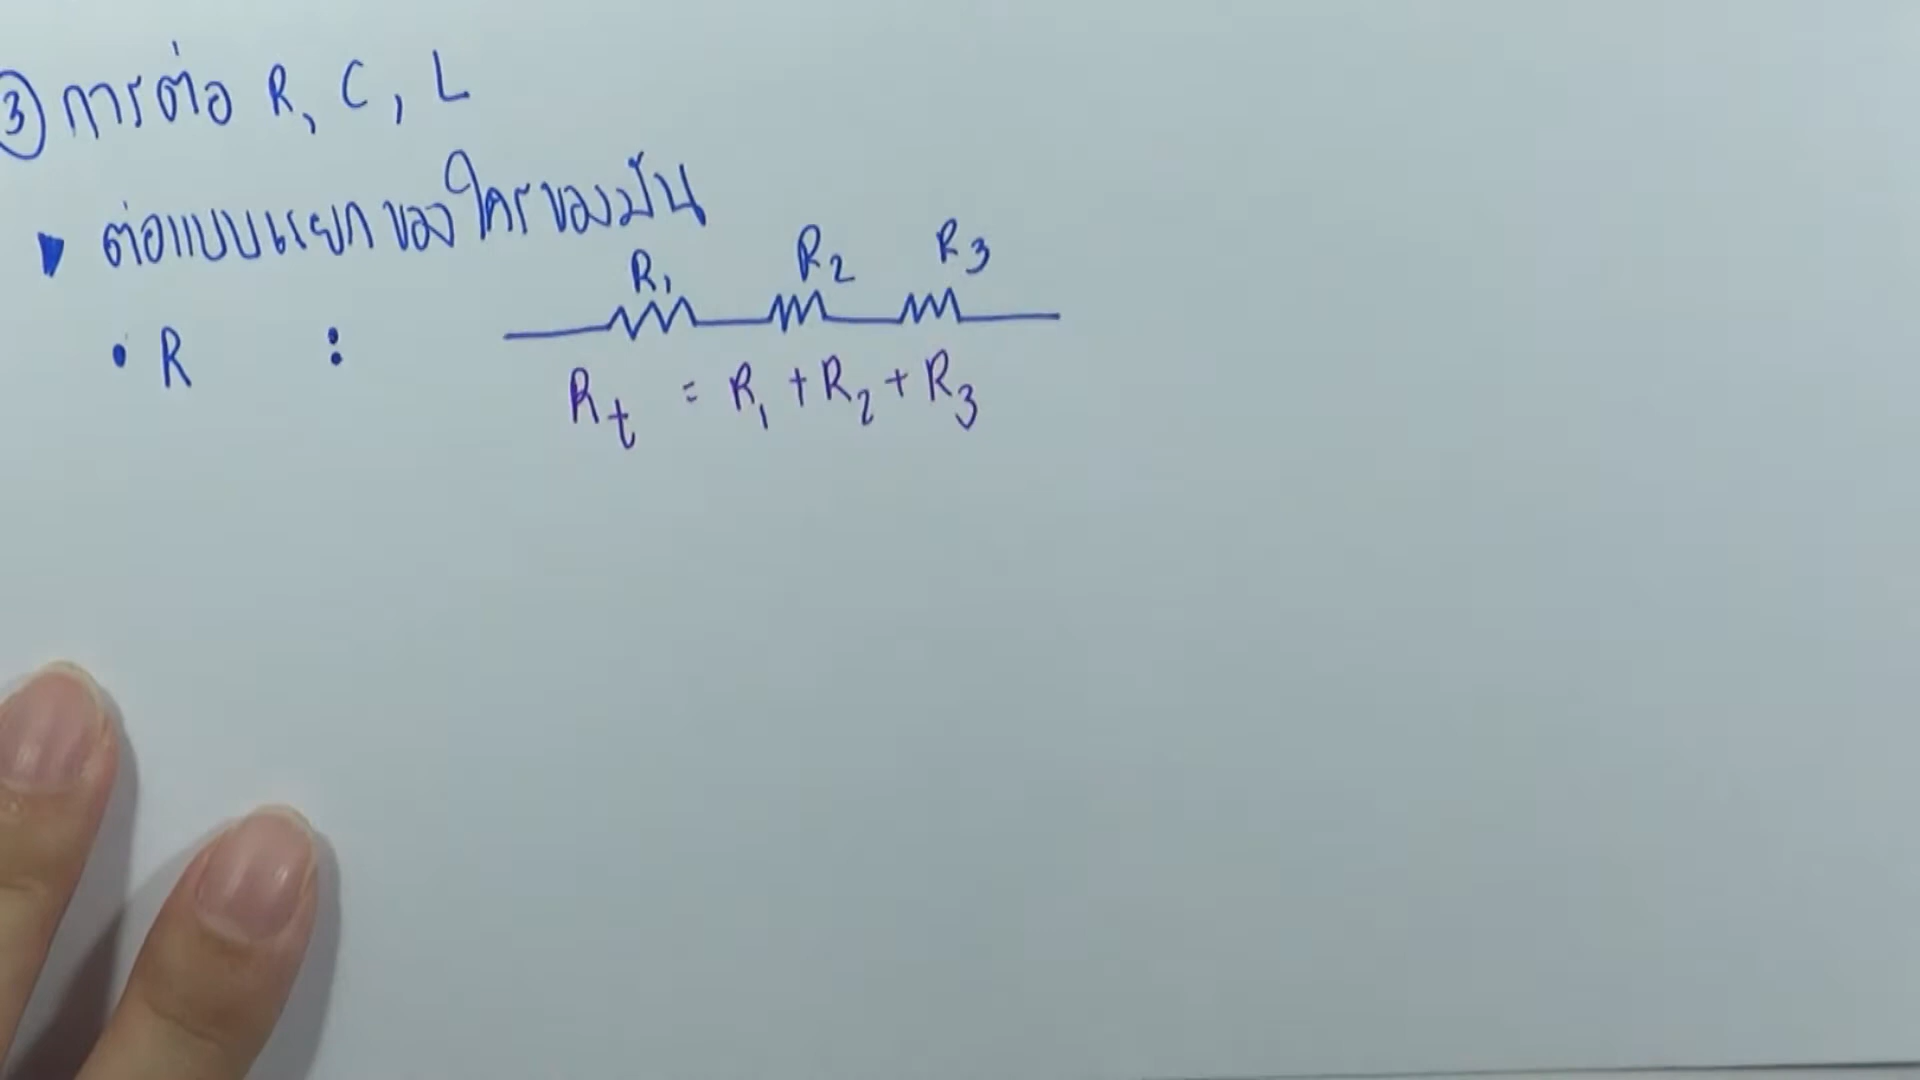 ③ การต่อ R, C, L
▶ ต่อแบบแยกของใครของมัน
R₁ R₂ R₃
• R :
Rₜ = R₁ + R₂ + R₃